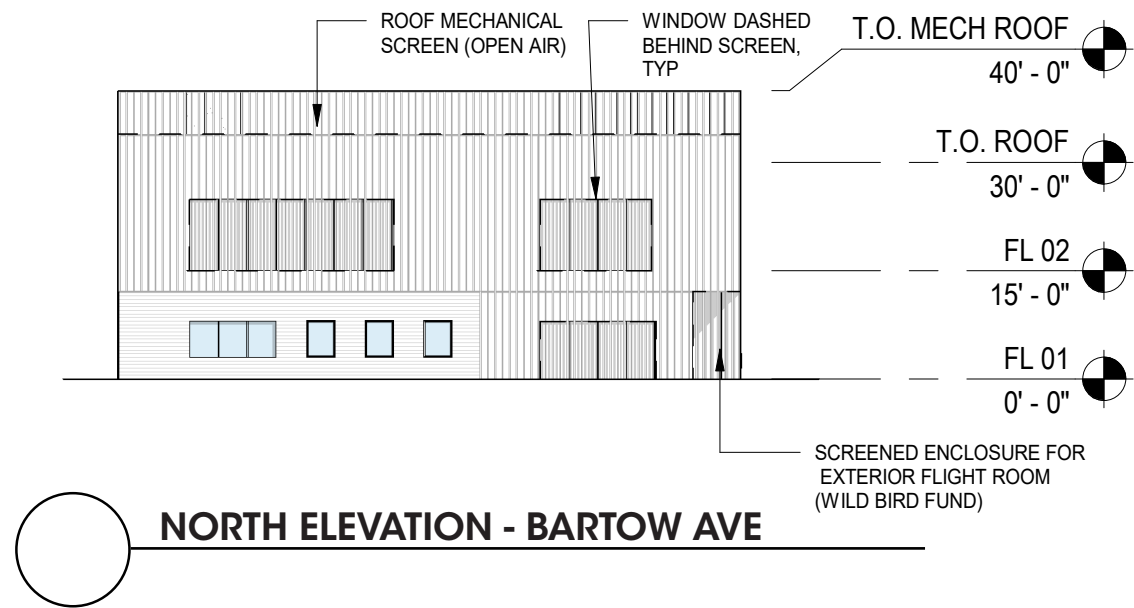 ROOF MECHANICAL
SCREEN (OPEN AIR)
WINDOW DASHED
BEHIND SCREEN,
TYP
T.O. MECH ROOF
40' - 0"
T.O. ROOF
30' - 0"
FL 02
15' - 0"
FL 01
0' - 0"
SCREENED ENCLOSURE FOR
EXTERIOR FLIGHT ROOM
(WILD BIRD FUND)
NORTH ELEVATION - BARTOW AVE